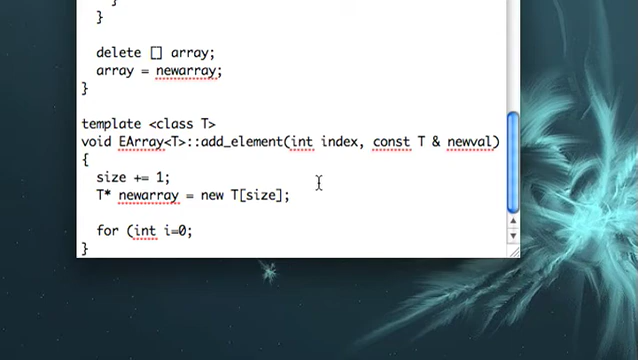 }
delete [] array;
array = newarray;
}
template <class T>
void EArray<T>::add_element(int index, const T & newval)
{
size += 1;
T* newarray = new T[size];
for (int i=0;
}